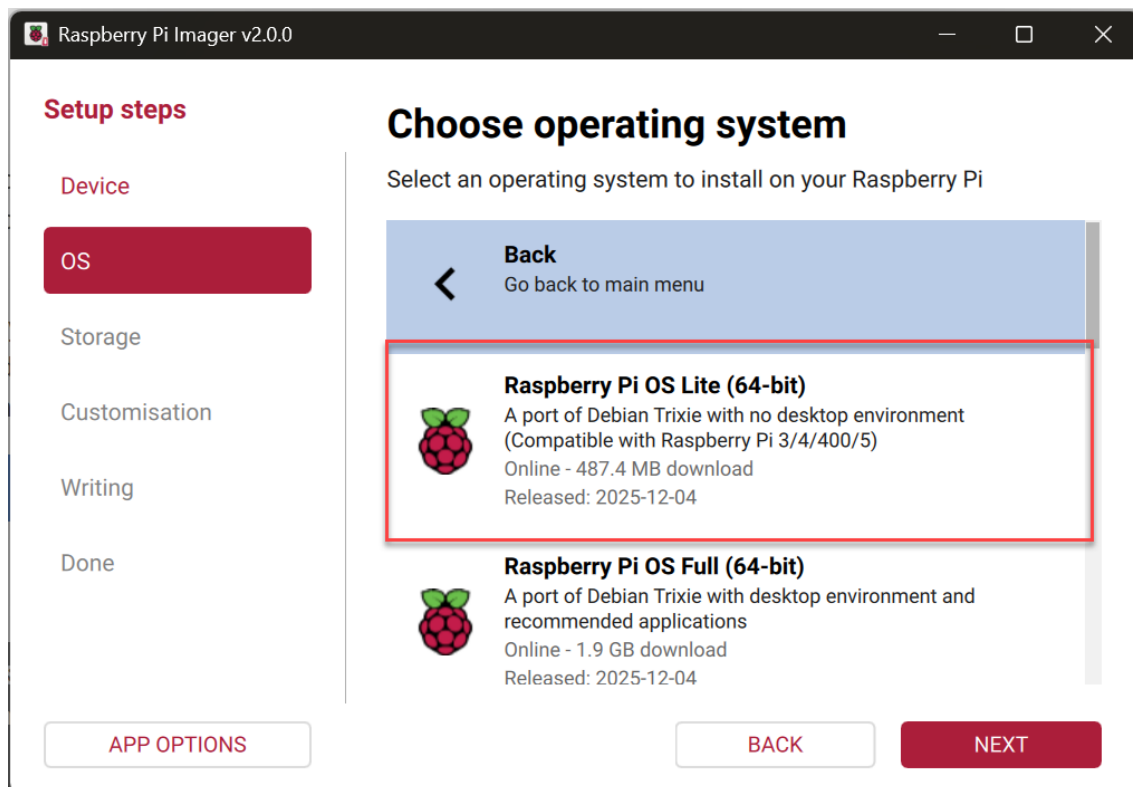 Raspberry Pi Imager v2.0.0
Setup steps
Device
OS
Storage
Customisation
Writing
Done
APP OPTIONS
Choose operating system
Select an operating system to install on your Raspberry Pi
Back
Go back to main menu
Raspberry Pi OS Lite (64-bit)
A port of Debian Trixie with no desktop environment
(Compatible with Raspberry Pi 3/4/400/5)
Online - 487.4 MB download
Released: 2025-12-04
Raspberry Pi OS Full (64-bit)
A port of Debian Trixie with desktop environment and
recommended applications
Online - 1.9 GB download
Released: 2025-12-04
BACK
NEXT